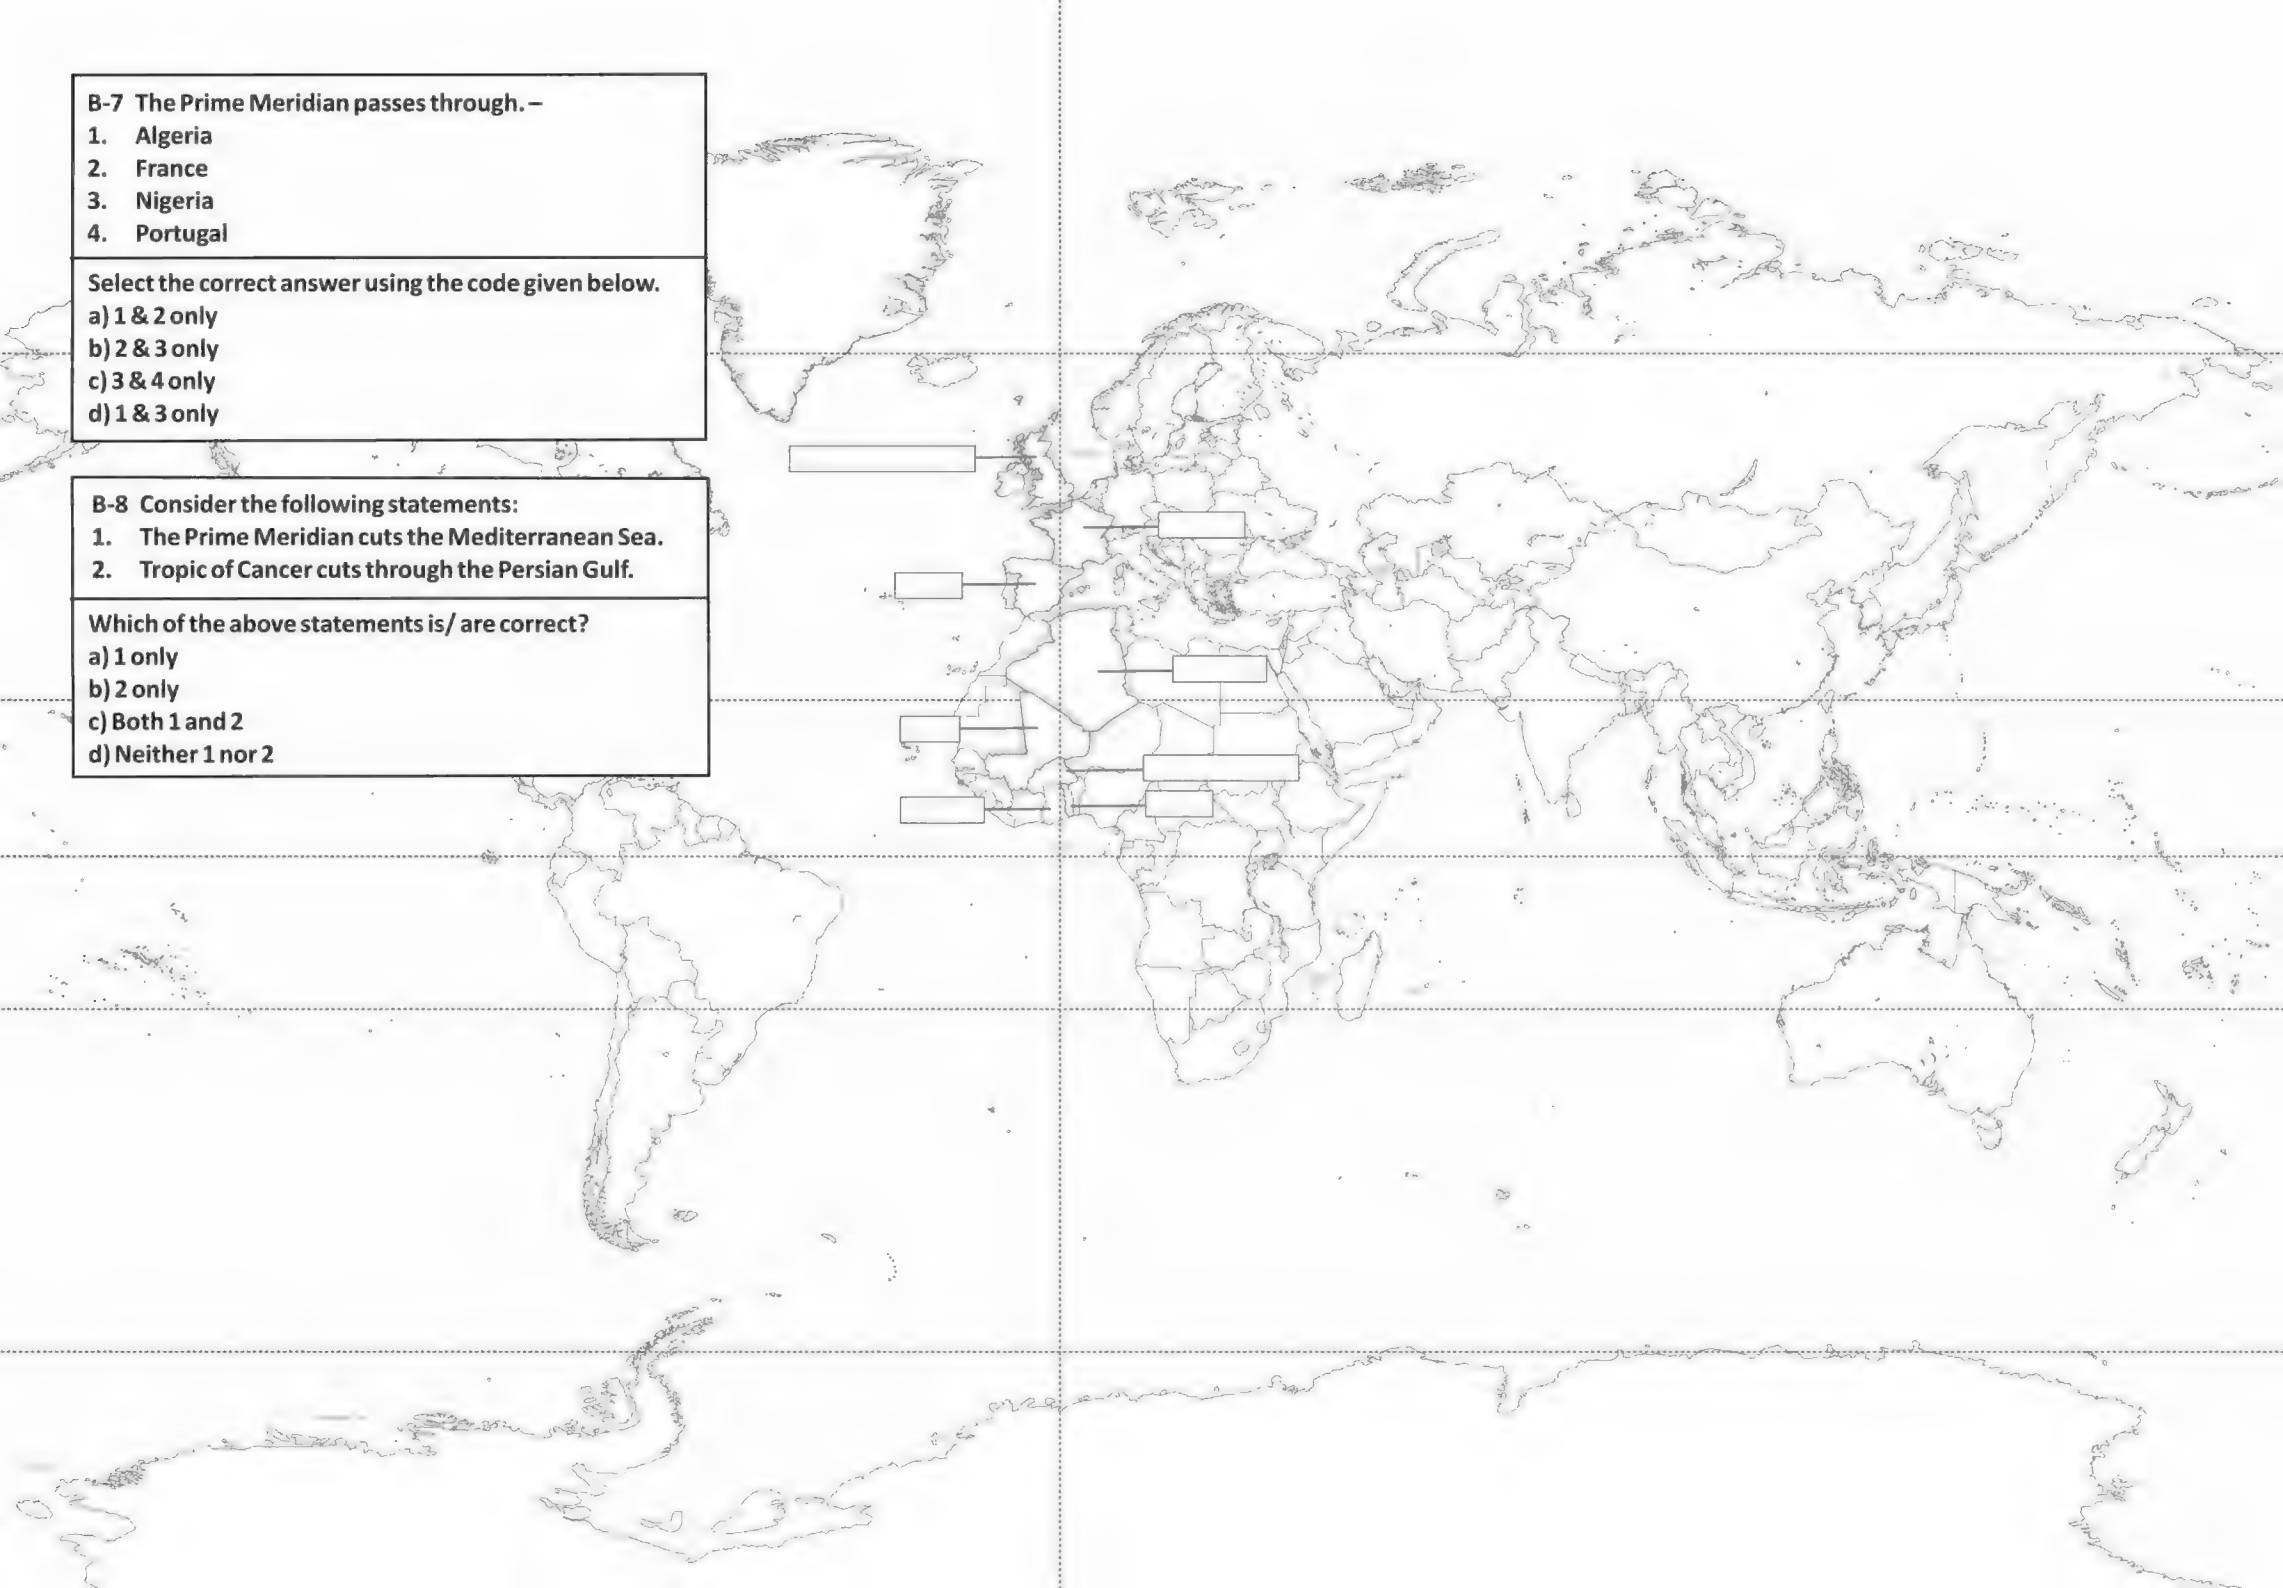 B-7 The Prime Meridian passes through. –
1. Algeria
2. France
3. Nigeria
4. Portugal
Select the correct answer using the code given below.
a) 1 & 2 only
b) 2 & 3 only
c) 3 & 4 only
d) 1 & 3 only
B-8 Consider the following statements:
1. The Prime Meridian cuts the Mediterranean Sea.
2. Tropic of Cancer cuts through the Persian Gulf.
Which of the above statements is/ are correct?
a) 1 only
b) 2 only
c) Both 1 and 2
d) Neither 1 nor 2